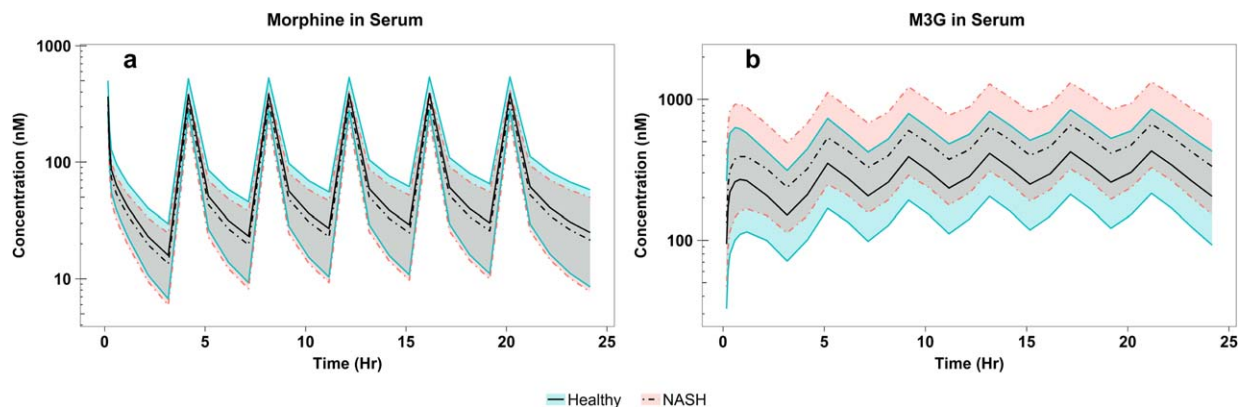 Morphine in Serum
a
Concentration (nM)
1000
100
10
0 5 10 15 20 25
Time (Hr)
M3G in Serum
b
Concentration (nM)
1000
100
0 5 10 15 20 25
Time (Hr)
Healthy NASH